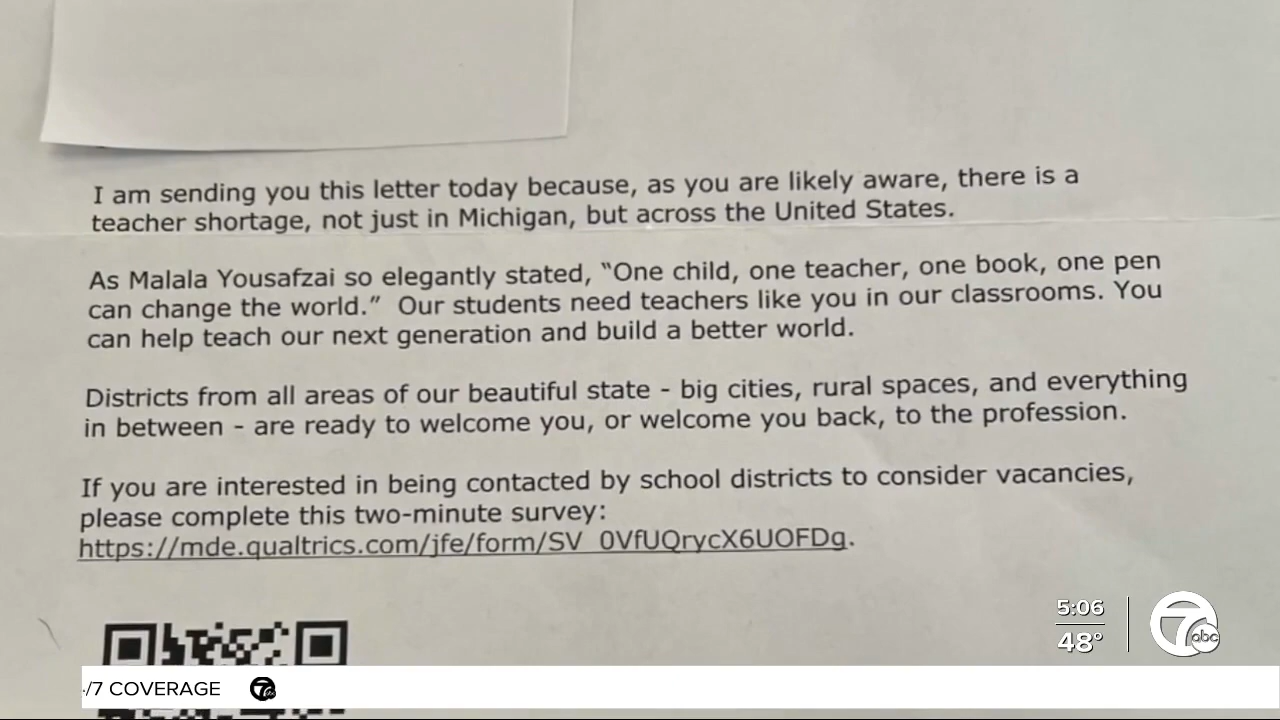 I am sending you this letter today because, as you are likely aware, there is a
teacher shortage, not just in Michigan, but across the United States.
As Malala Yousafzai so elegantly stated, “One child, one teacher, one book, one pen
can change the world.” Our students need teachers like you in our classrooms. You
can help teach our next generation and build a better world.
Districts from all areas of our beautiful state - big cities, rural spaces, and everything
in between - are ready to welcome you, or welcome you back, to the profession.
If you are interested in being contacted by school districts to consider vacancies,
please complete this two-minute survey:
https://mde.qualtrics.com/jfe/form/SV_0VfUQrycX6UOFDg.
5:06
48°
7 abc
/7 COVERAGE
7